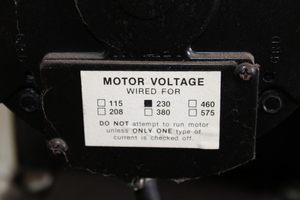 MOTOR VOLTAGE
WIRED FOR
115 230 460
208 380 575
DO NOT attempt to run motor
unless ONLY ONE type of
current is checked off.